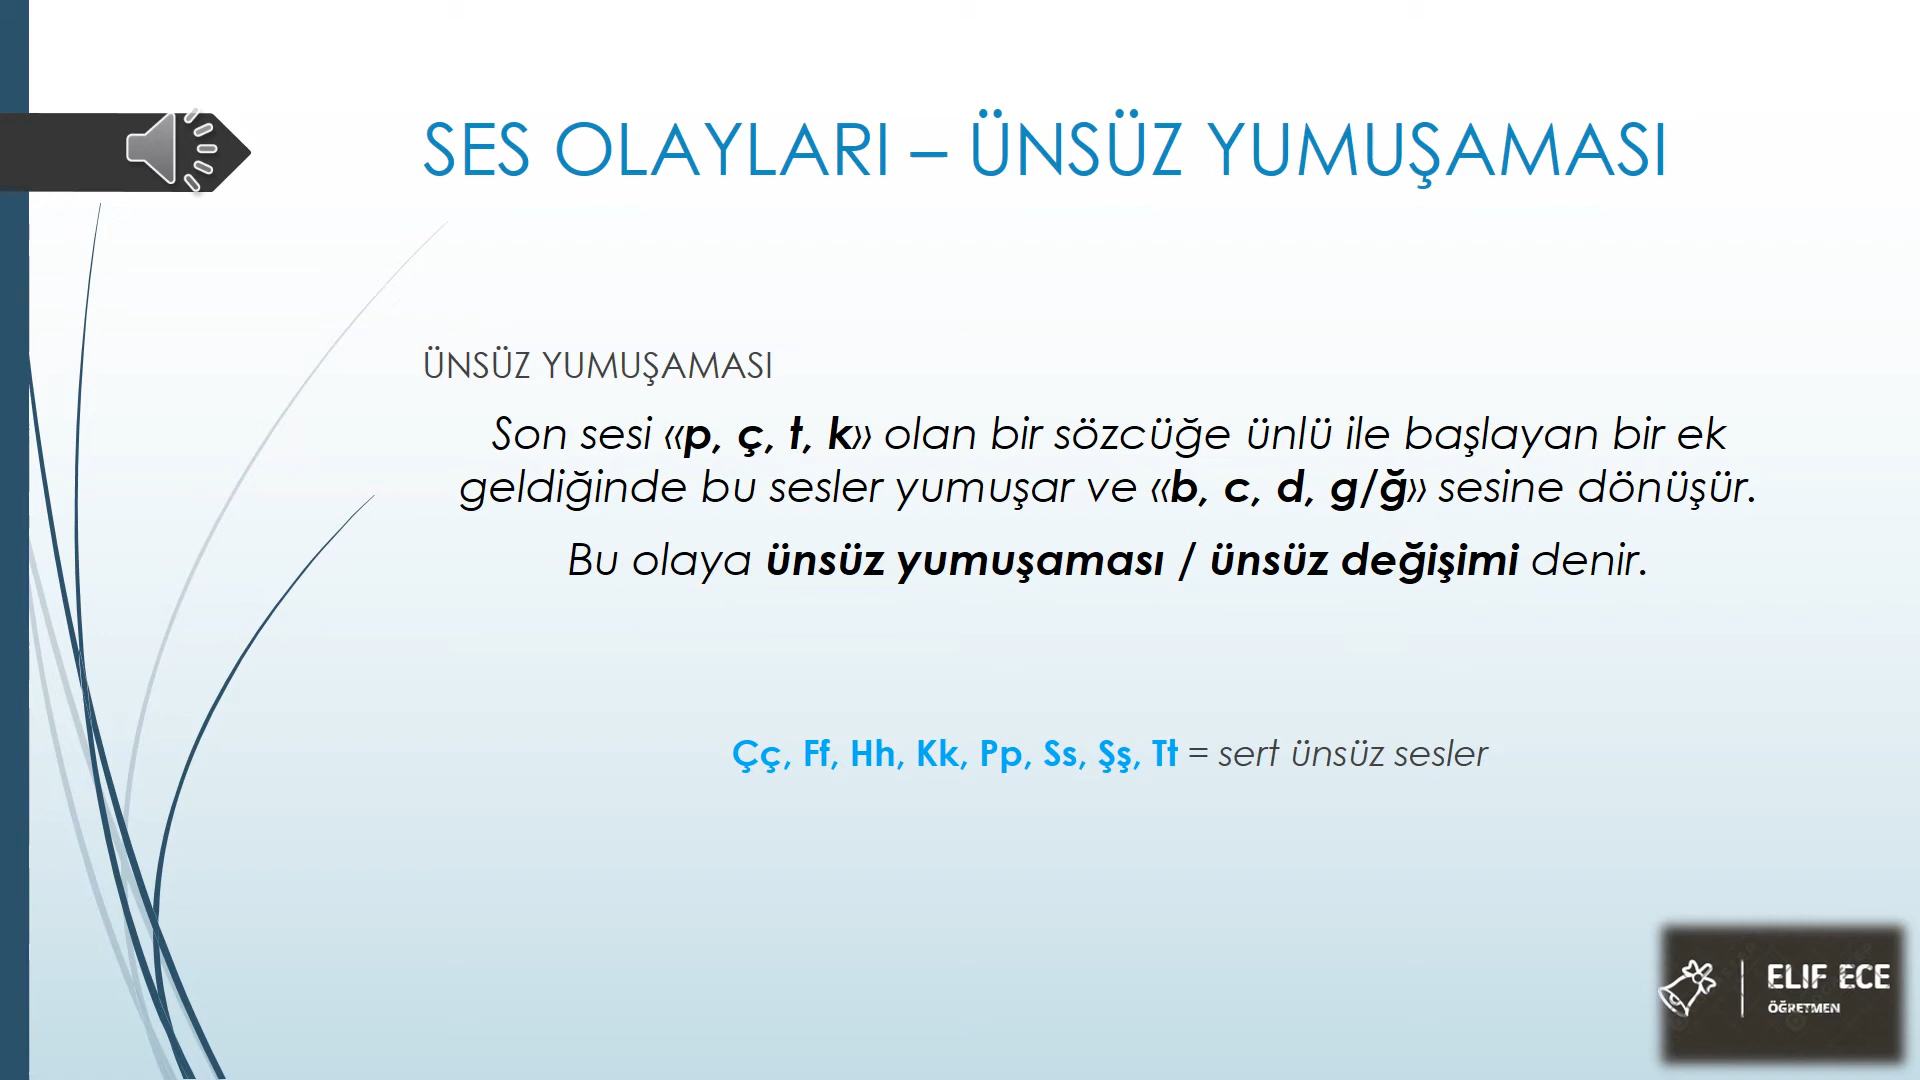 SES OLAYLARI – ÜNSÜZ YUMUŞAMASI
ÜNSÜZ YUMUŞAMASI
Son sesi «p, ç, t, k» olan bir sözcüğe ünlü ile başlayan bir ek
geldiğinde bu sesler yumuşar ve «b, c, d, g/ğ» sesine dönüşür.
Bu olaya ünsüz yumuşaması / ünsüz değişimi denir.
Çç, Ff, Hh, Kk, Pp, Ss, Şş, Tt = sert ünsüz sesler
ELIF ECE
ÖĞRETMEN